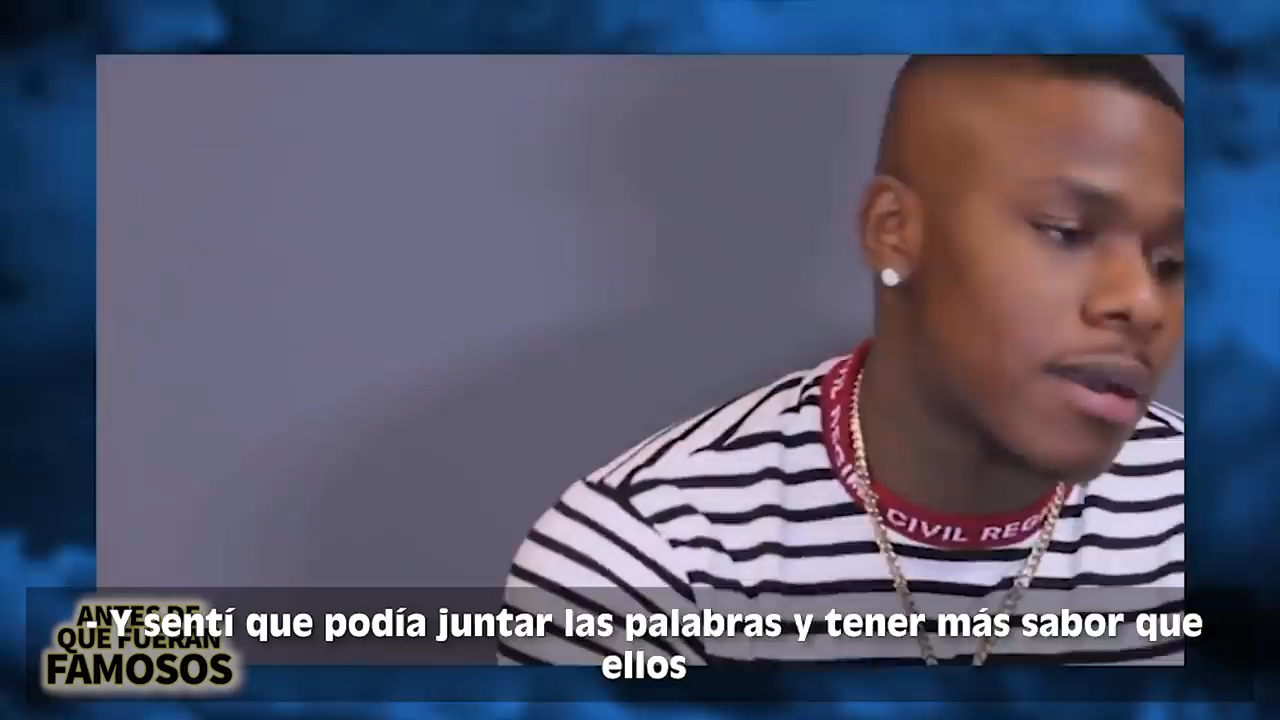 CIVIL REG
ANTES DE
QUE FUERAN
FAMOSOS
- Y sentí que podía juntar las palabras y tener más sabor que
ellos